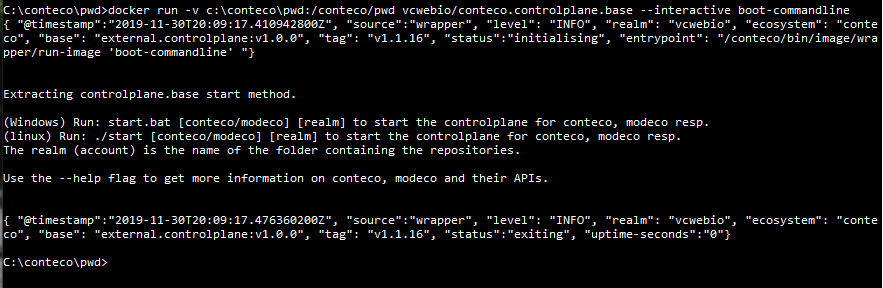 C:\conteco\pwd>docker run -v c:\conteco\pwd:/conteco/pwd vcwebio/conteco.controlplane.base --interactive boot-commandline
{ "@timestamp":"2019-11-30T20:09:17.410942800Z", "source":"wrapper", "level": "INFO", "realm": "vcwebio", "ecosystem": "conte
co", "base": "external.controlplane:v1.0.0", "tag": "v1.1.16", "status":"initialising", "entrypoint": "/conteco/bin/image/wra
pper/run-image 'boot-commandline' "}
Extracting controlplane.base start method.
(Windows) Run: start.bat [conteco/modeco] [realm] to start the controlplane for conteco, modeco resp.
(linux) Run: ./start [conteco/modeco] [realm] to start the controlplane for conteco, modeco resp.
The realm (account) is the name of the folder containing the repositories.
Use the --help flag to get more information on conteco, modeco and their APIs.
{ "@timestamp":"2019-11-30T20:09:17.476360200Z", "source":"wrapper", "level": "INFO", "realm": "vcwebio", "ecosystem": "conte
co", "base": "external.controlplane:v1.0.0", "tag": "v1.1.16", "status":"exiting", "uptime-seconds":"0"}
C:\conteco\pwd>